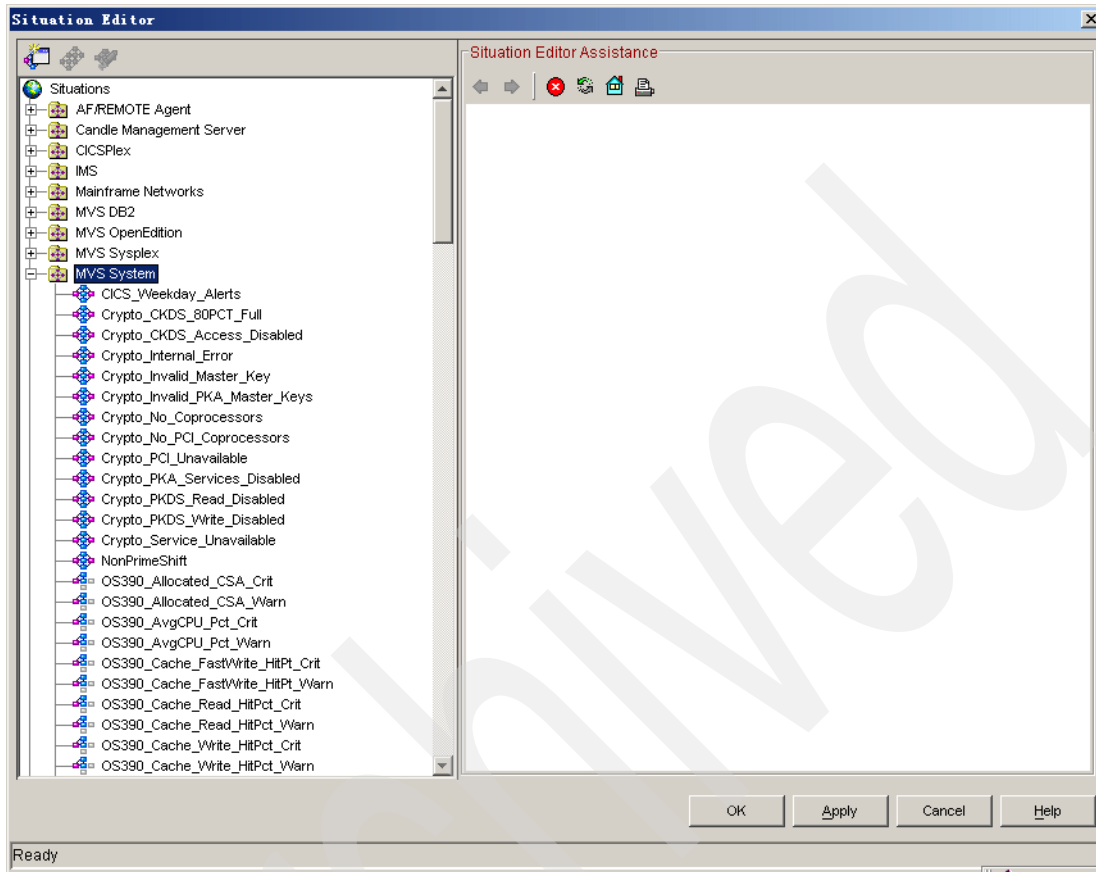 Situation Editor
Situation Editor Assistance
Situations
AF/REMOTE Agent
Candle Management Server
CICSPlex
IMS
Mainframe Networks
MVS DB2
MVS OpenEdition
MVS Sysplex
MVS System
CICS_Weekday_Alerts
Crypto_CKDS_80PCT_Full
Crypto_CKDS_Access_Disabled
Crypto_Internal_Error
Crypto_Invalid_Master_Key
Crypto_Invalid_PKA_Master_Keys
Crypto_No_Coprocessors
Crypto_No_PCI_Coprocessors
Crypto_PCI_Unavailable
Crypto_PKA_Services_Disabled
Crypto_PKDS_Read_Disabled
Crypto_PKDS_Write_Disabled
Crypto_Service_Unavailable
NonPrimeShift
OS390_Allocated_CSA_Crit
OS390_Allocated_CSA_Warn
OS390_AvgCPU_Pct_Crit
OS390_AvgCPU_Pct_Warn
OS390_Cache_FastWrite_HitPt_Crit
OS390_Cache_FastWrite_HitPt_Warn
OS390_Cache_Read_HitPct_Crit
OS390_Cache_Read_HitPct_Warn
OS390_Cache_Write_HitPct_Crit
OS390_Cache_Write_HitPct_Warn
OK Apply Cancel Help
Ready
hived